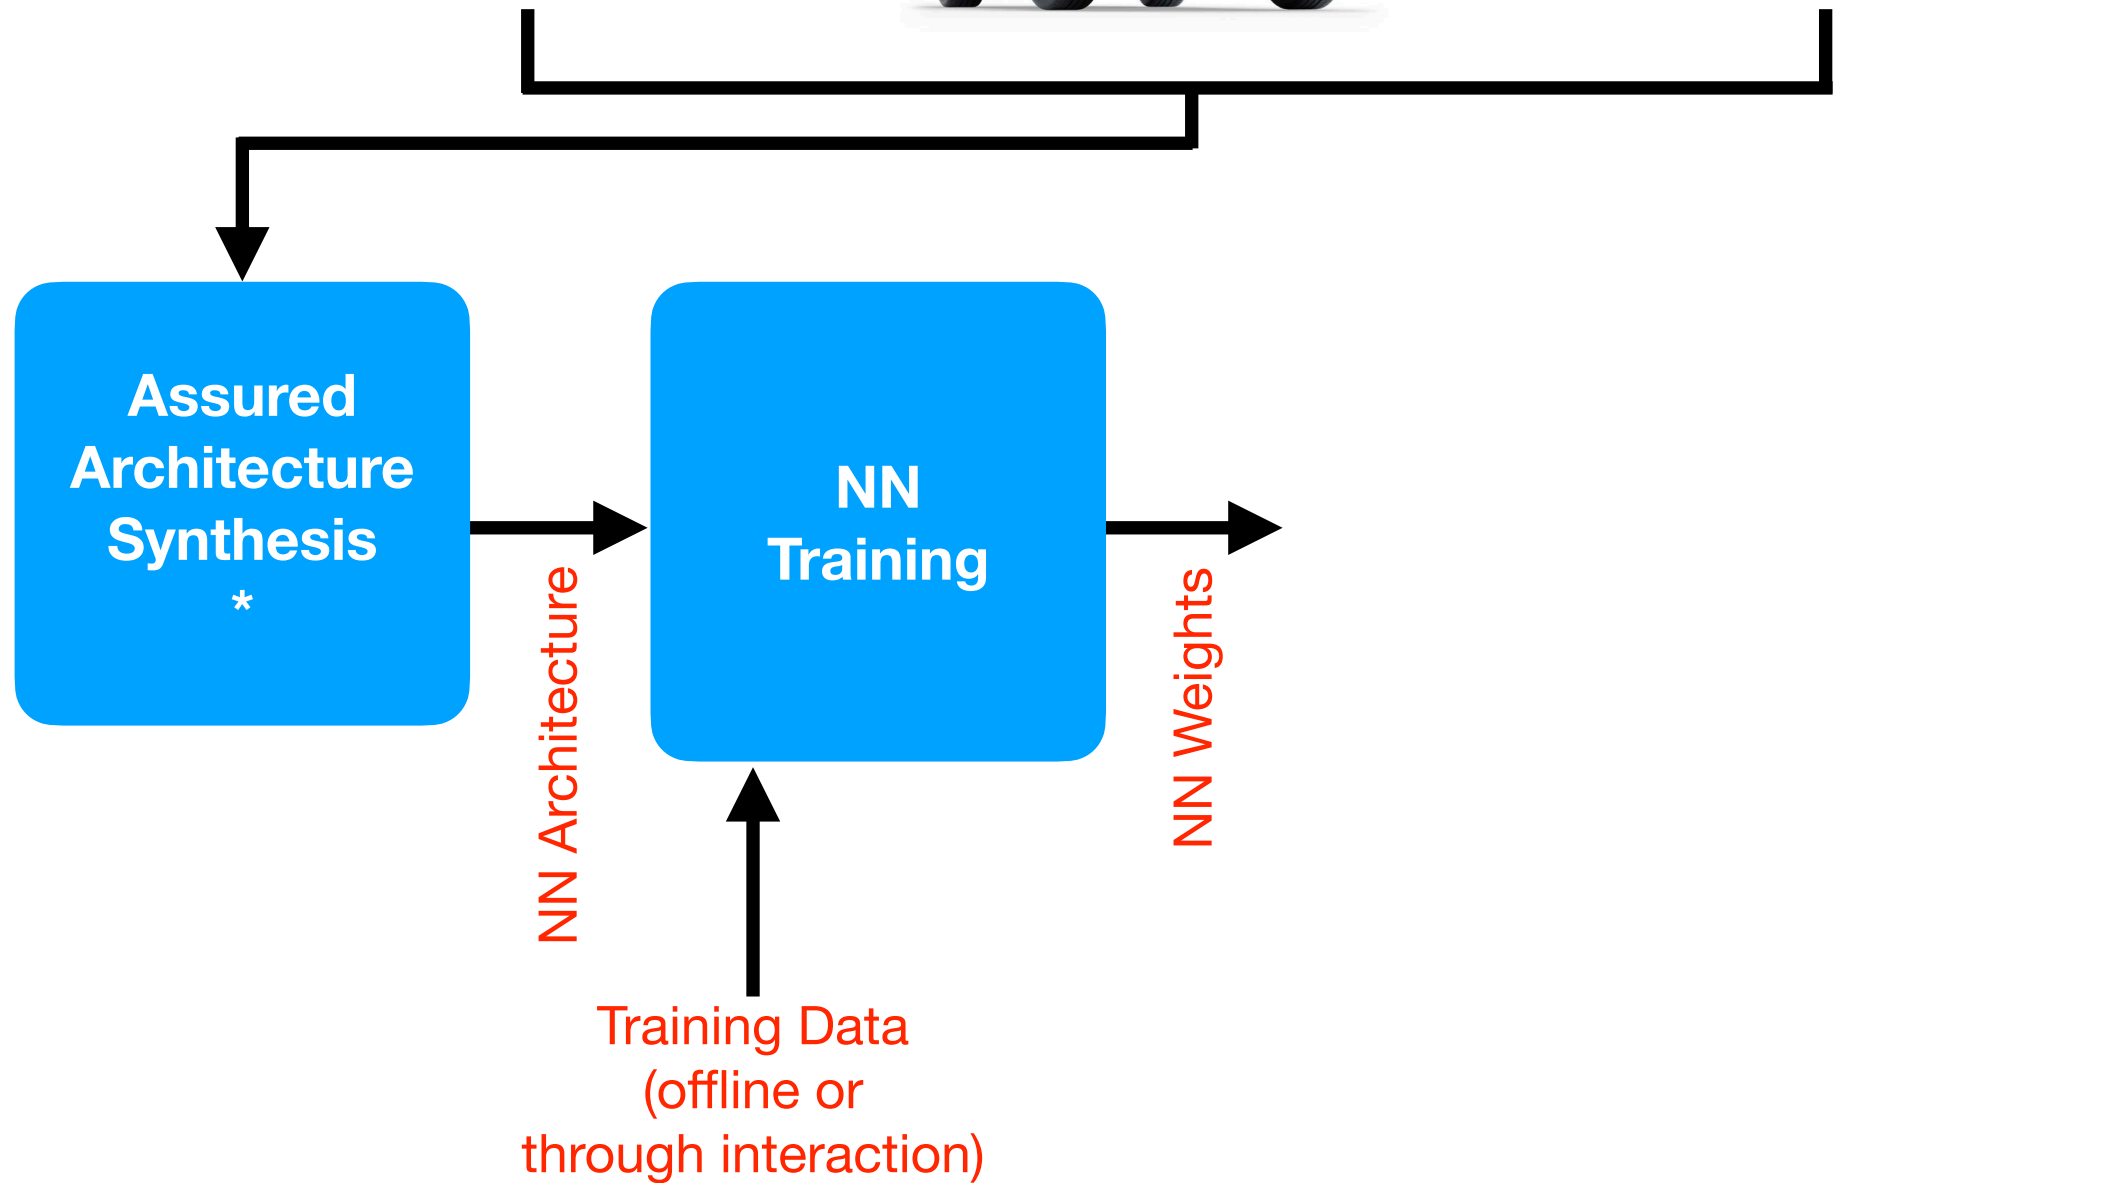 Assured
Architecture
Synthesis
*
NN Architecture
NN
Training
NN Weights
Training Data
(offline or
through interaction)